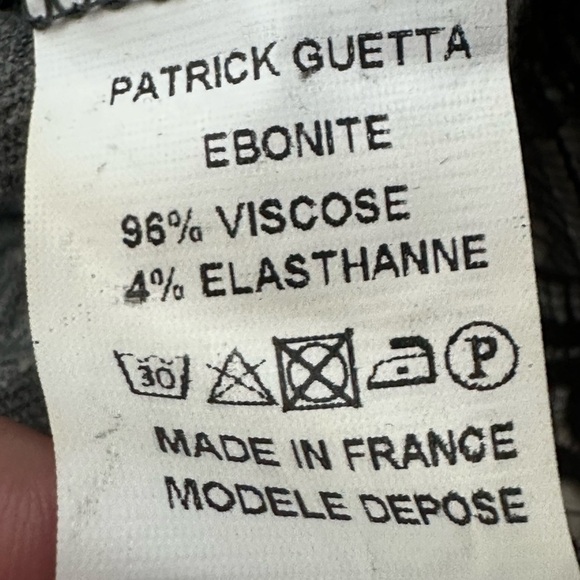 PATRICK GUETTA
EBONITE
96% VISCOSE
4% ELASTHANNE
30 P
MADE IN FRANCE
MODELE DEPOSE